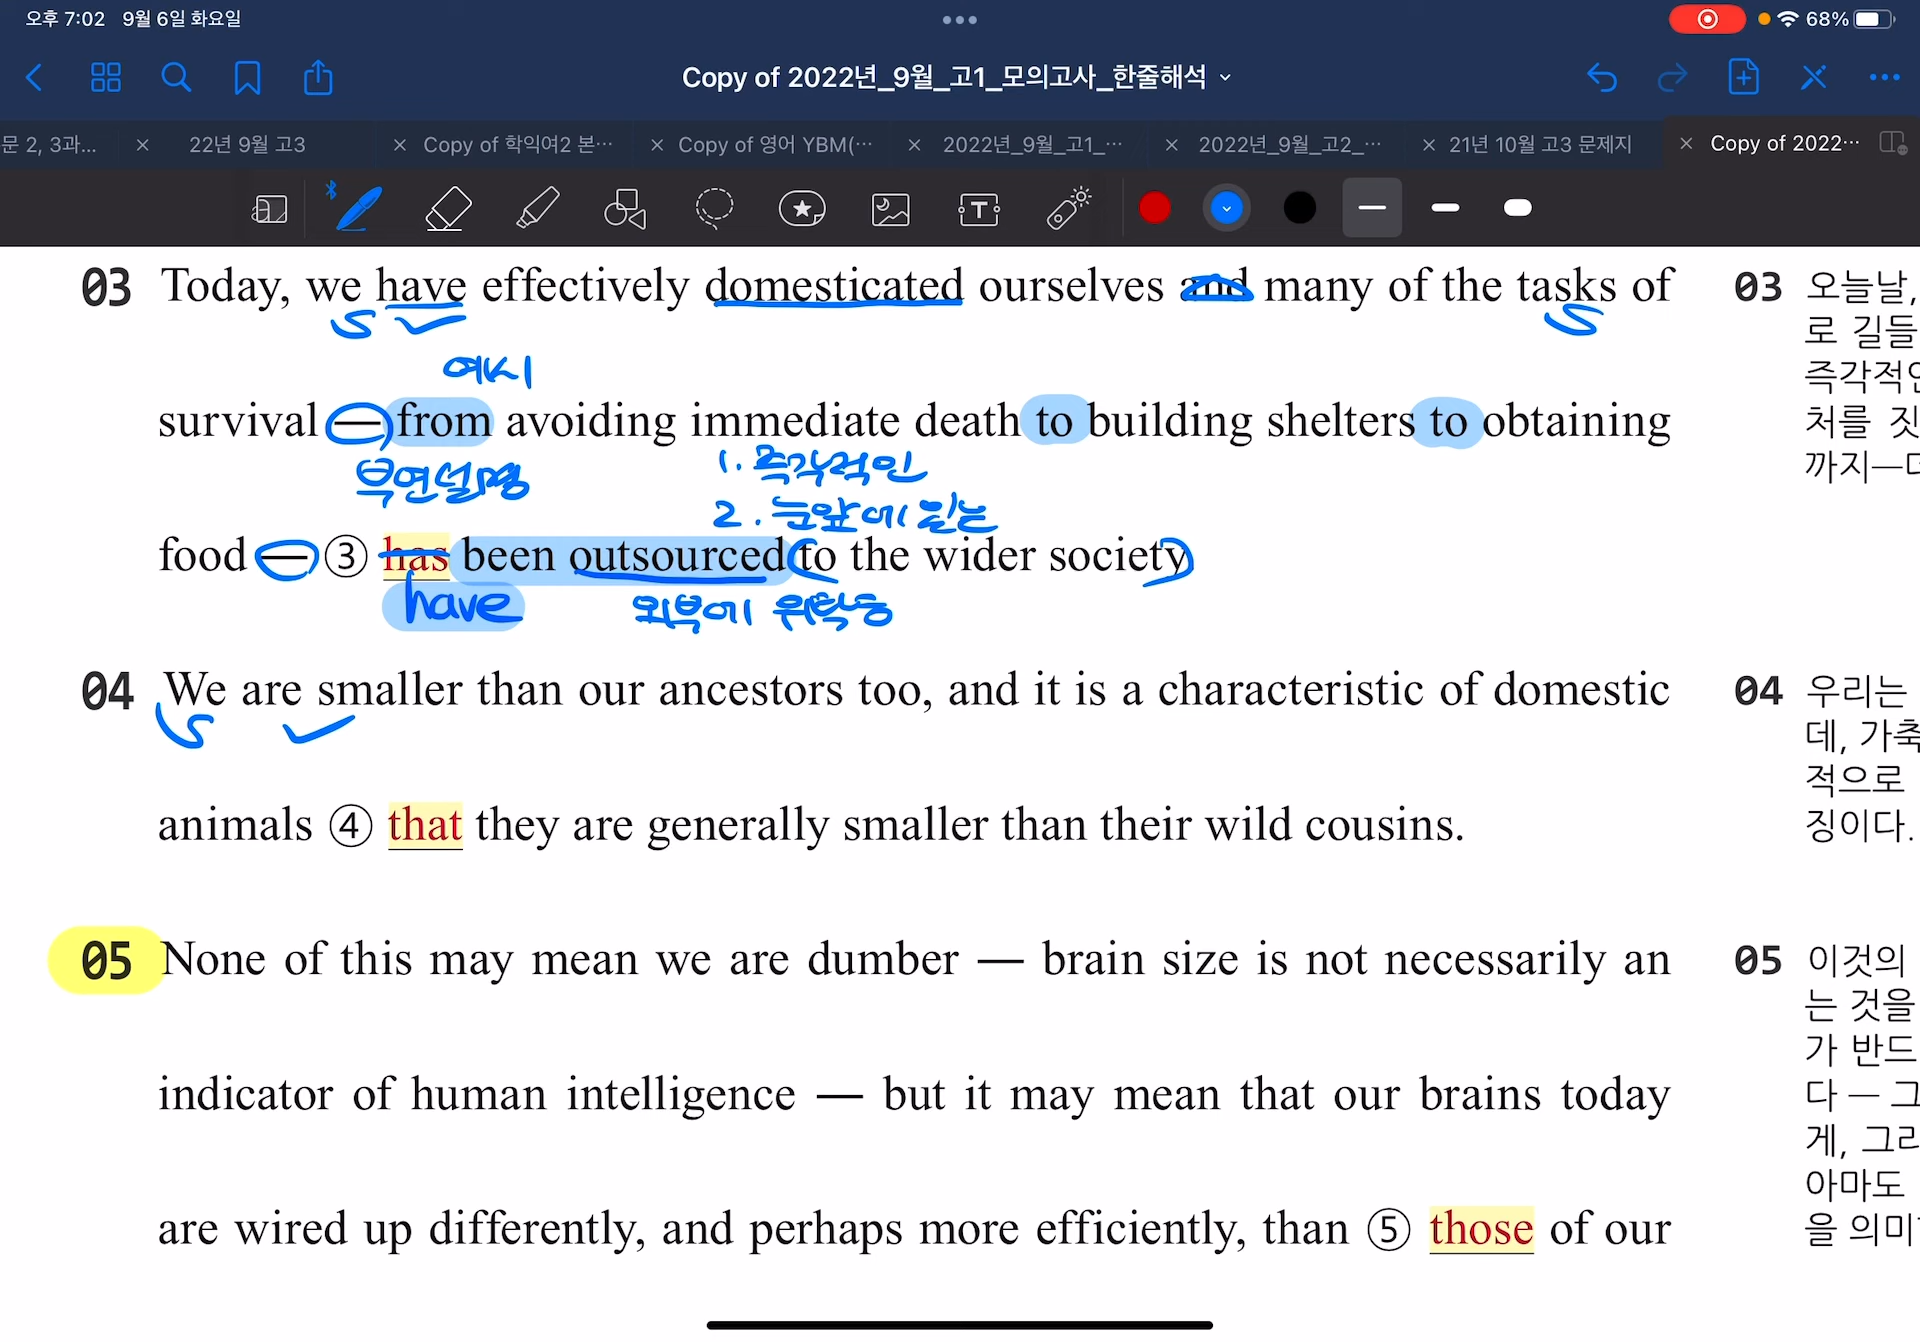 오후 7:02 9월 6일 화요일
68%
Copy of 2022년_9월_고1_모의고사_한줄해석
문 2, 3과...
22년 9월 고3
Copy of 학익여2 본...
Copy of 영어 YBM(...
2022년_9월_고1_...
2022년_9월_고2_...
21년 10월 고3 문제지
Copy of 2022...
03 Today, we have effectively domesticated ourselves and many of the tasks of
S
S
예시
survival — from avoiding immediate death to building shelters to obtaining
부연설명
1. 즉각적인
2. 눈앞에 있는
food — ③ has been outsourced to the wider society
have
외부에 위탁등
04 We are smaller than our ancestors too, and it is a characteristic of domestic
S
animals ④ that they are generally smaller than their wild cousins.
05 None of this may mean we are dumber — brain size is not necessarily an
indicator of human intelligence — but it may mean that our brains today
are wired up differently, and perhaps more efficiently, than ⑤ those of our
03 오늘날,
로 길들
즉각적인
처를 짓
까지—더
04 우리는
데, 가축
적으로
징이다.
05 이것의
는 것을
가 반드
다 — 그
게, 그리
아마도
을 의미